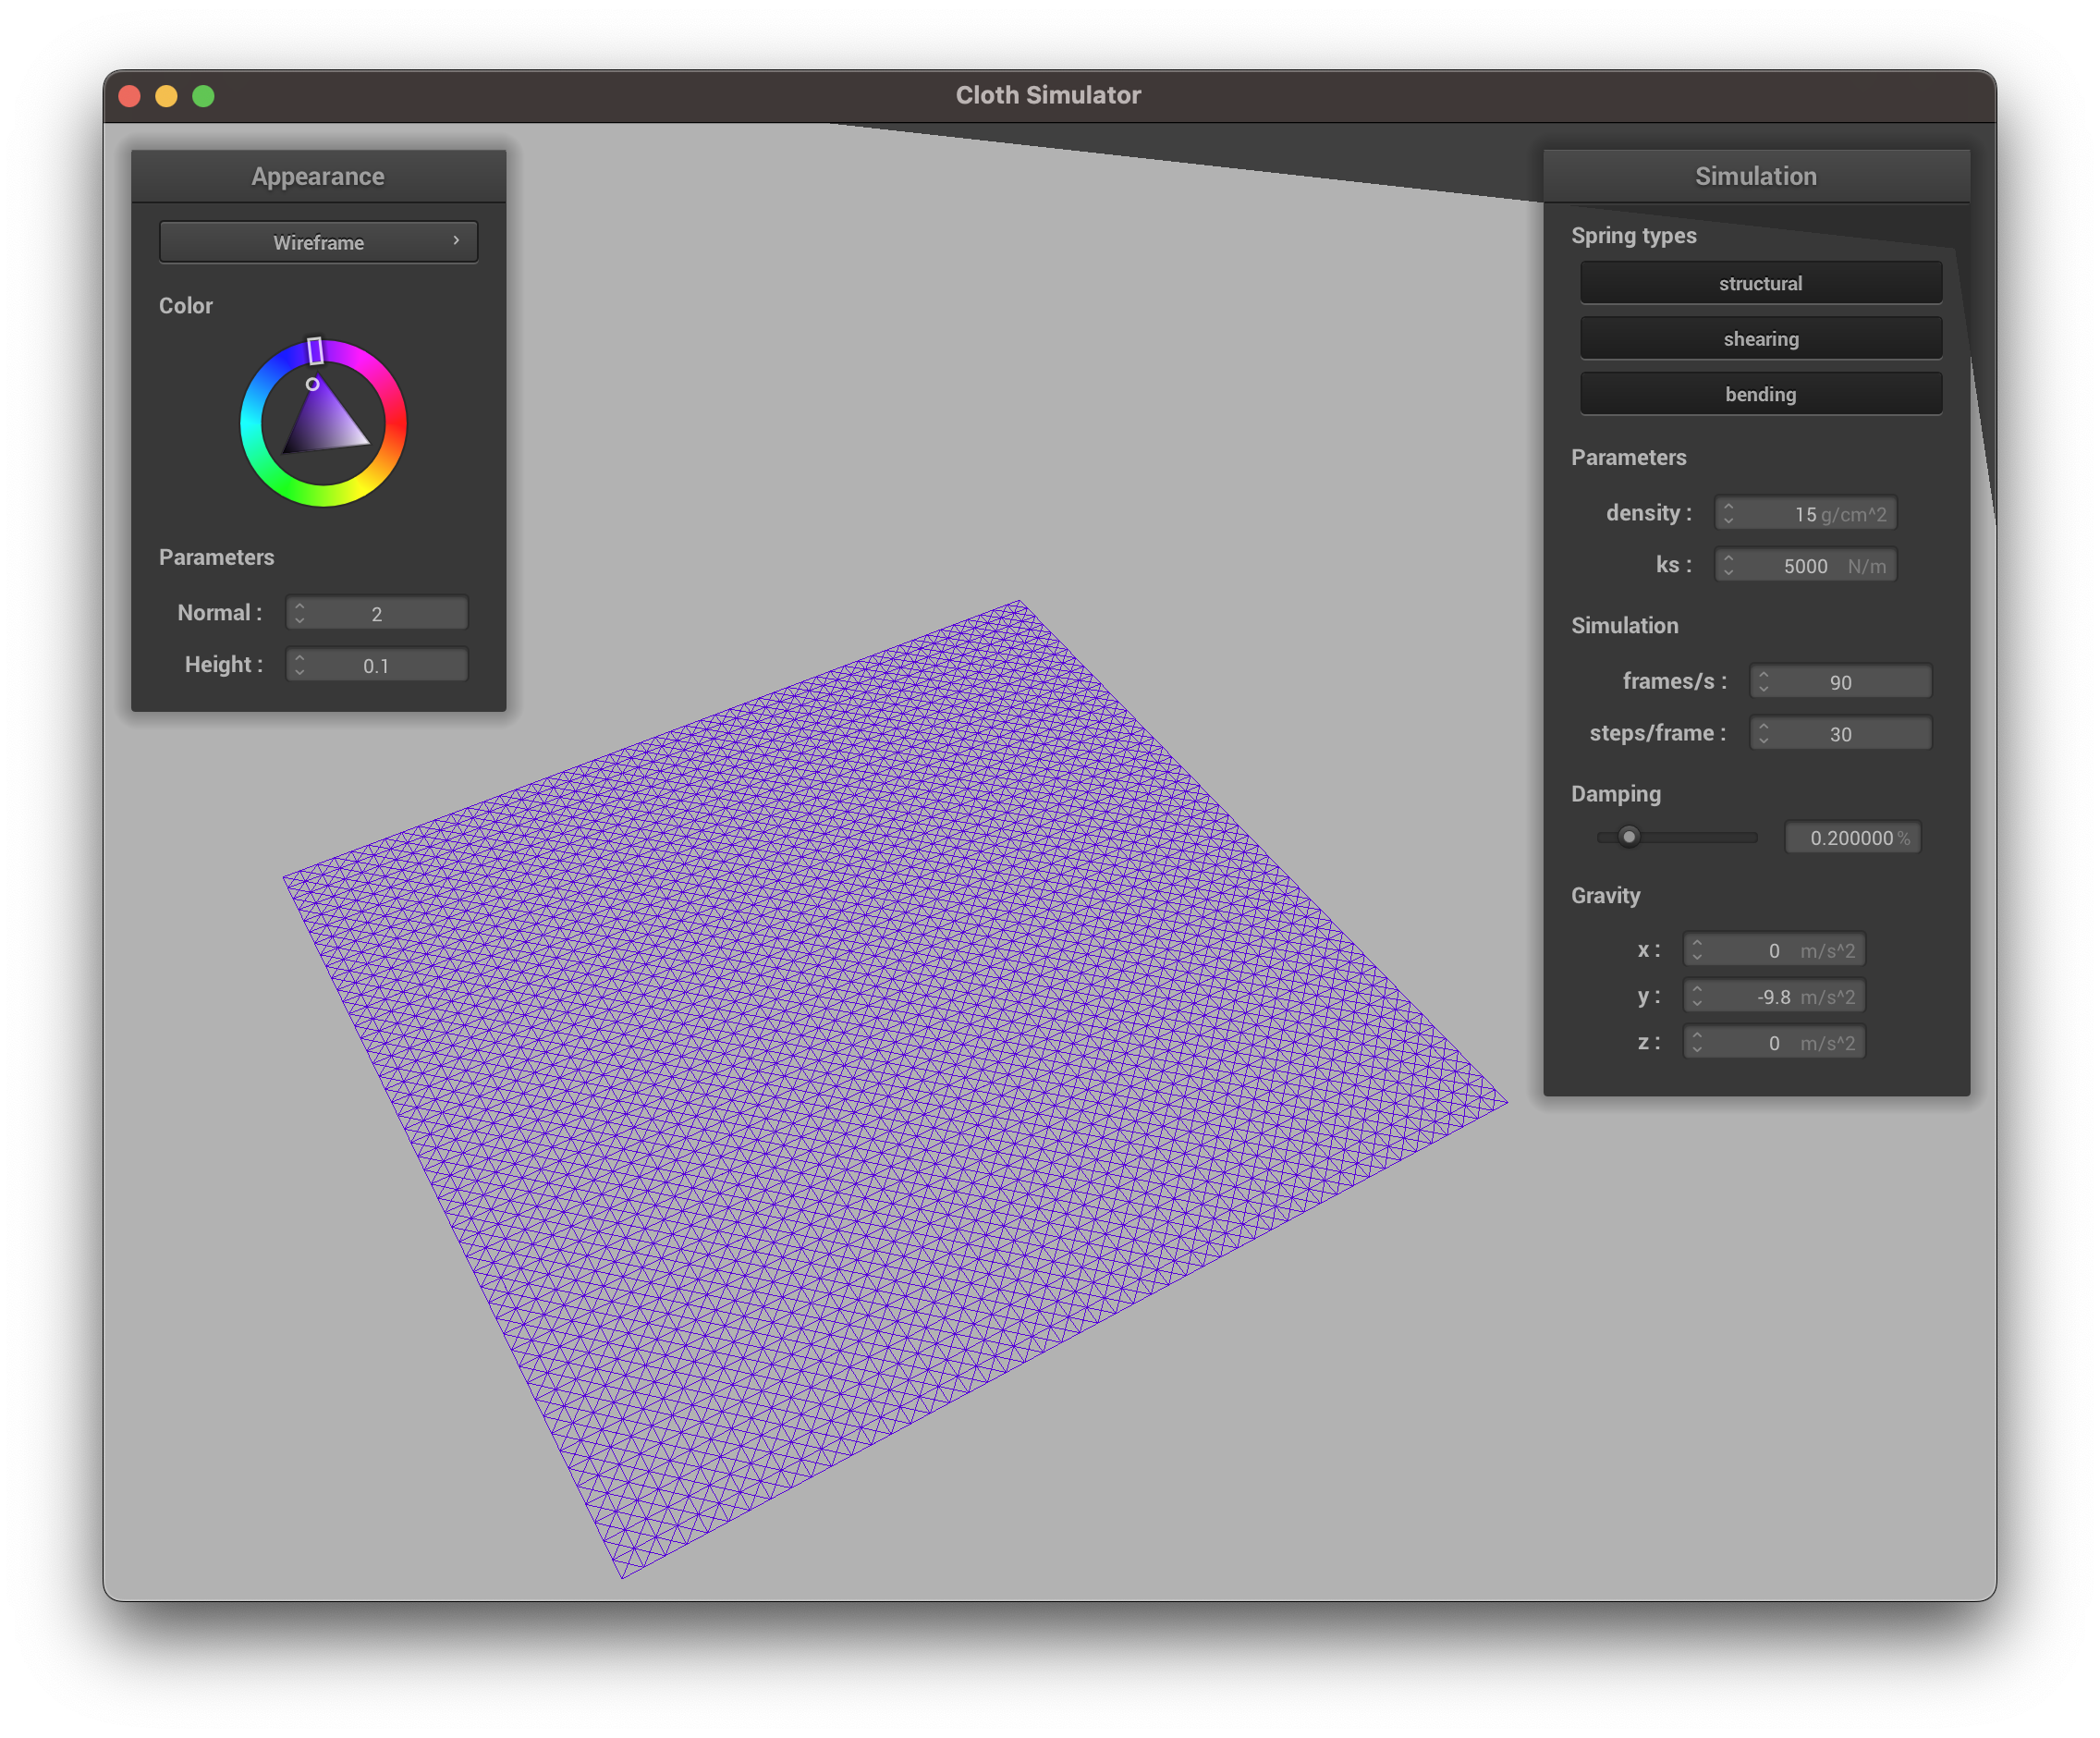 Cloth Simulator
Appearance
Wireframe
Color
Parameters
Normal : 2
Height : 0.1
Simulation
Spring types
structural
shearing
bending
Parameters
density : 15 g/cm^2
ks : 5000 N/m
Simulation
frames/s : 90
steps/frame : 30
Damping
0.200000 %
Gravity
x : 0 m/s^2
y : -9.8 m/s^2
z : 0 m/s^2